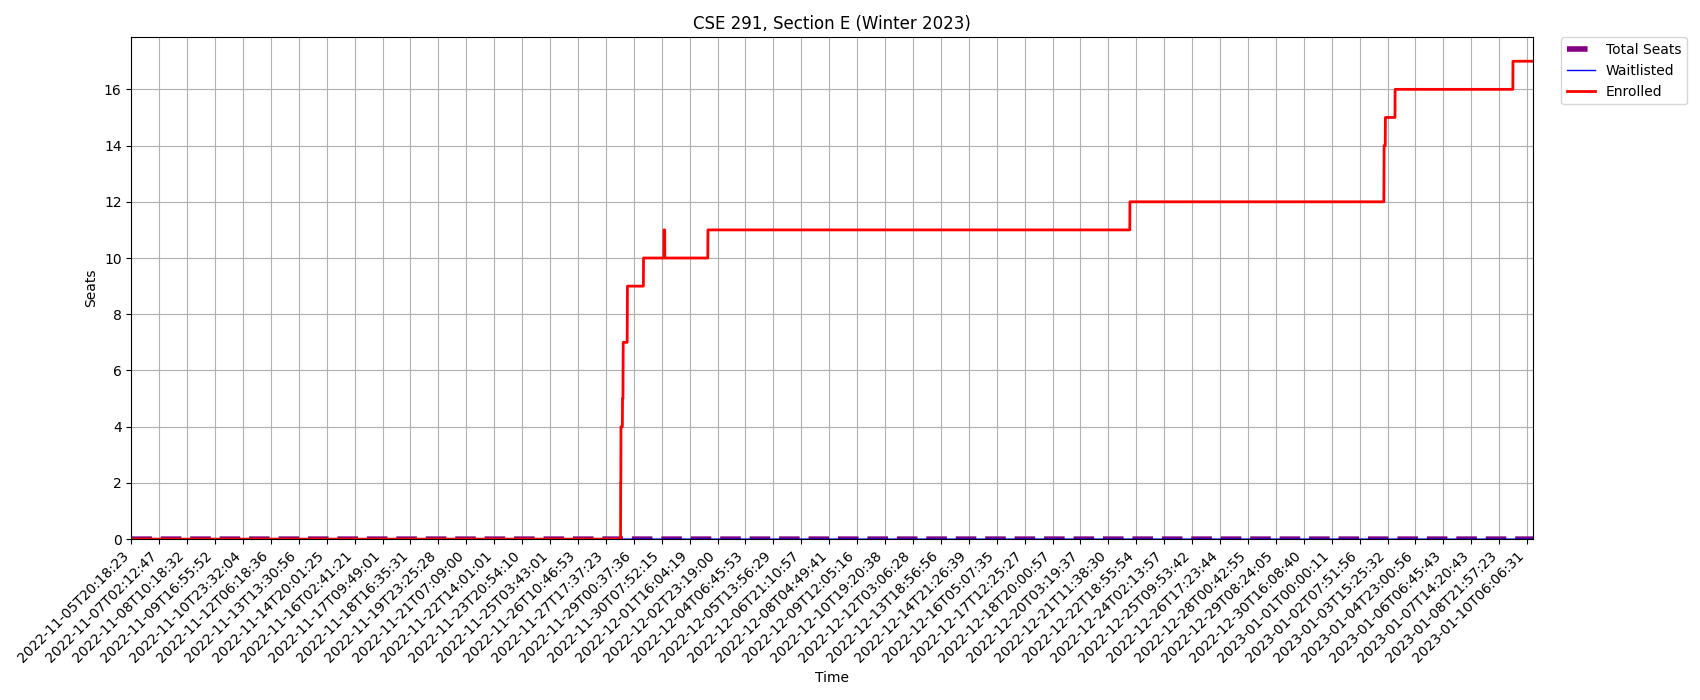 CSE 291, Section E (Winter 2023)
Total Seats
Waitlisted
Enrolled
Seats
16
14
12
10
8
6
4
2
0
2022-11-05T20:18:23
2022-11-07T02:12:47
2022-11-08T10:18:32
2022-11-09T16:55:52
2022-11-10T23:32:04
2022-11-12T06:18:36
2022-11-13T13:30:56
2022-11-14T20:01:25
2022-11-16T02:41:21
2022-11-17T09:49:01
2022-11-18T16:35:31
2022-11-19T23:25:28
2022-11-21T07:09:00
2022-11-22T14:01:01
2022-11-23T20:54:10
2022-11-25T03:43:01
2022-11-26T10:46:53
2022-11-27T17:37:23
2022-11-29T00:37:36
2022-11-30T07:52:15
2022-12-01T16:04:19
2022-12-02T23:19:00
2022-12-04T06:45:53
2022-12-05T13:56:29
2022-12-06T21:10:57
2022-12-08T04:49:41
2022-12-09T12:05:16
2022-12-10T19:20:38
2022-12-12T03:06:28
2022-12-13T18:56:56
2022-12-14T21:26:39
2022-12-16T05:07:35
2022-12-17T12:25:27
2022-12-18T20:00:57
2022-12-20T03:19:37
2022-12-21T11:38:30
2022-12-22T18:55:54
2022-12-24T02:13:57
2022-12-25T09:53:42
2022-12-26T17:23:44
2022-12-28T00:42:55
2022-12-29T08:24:05
2022-12-30T16:08:40
2023-01-01T00:00:11
2023-01-02T07:51:56
2023-01-03T15:25:32
2023-01-04T23:00:56
2023-01-06T06:45:43
2023-01-07T14:20:43
2023-01-08T21:57:23
2023-01-10T06:06:31
Time